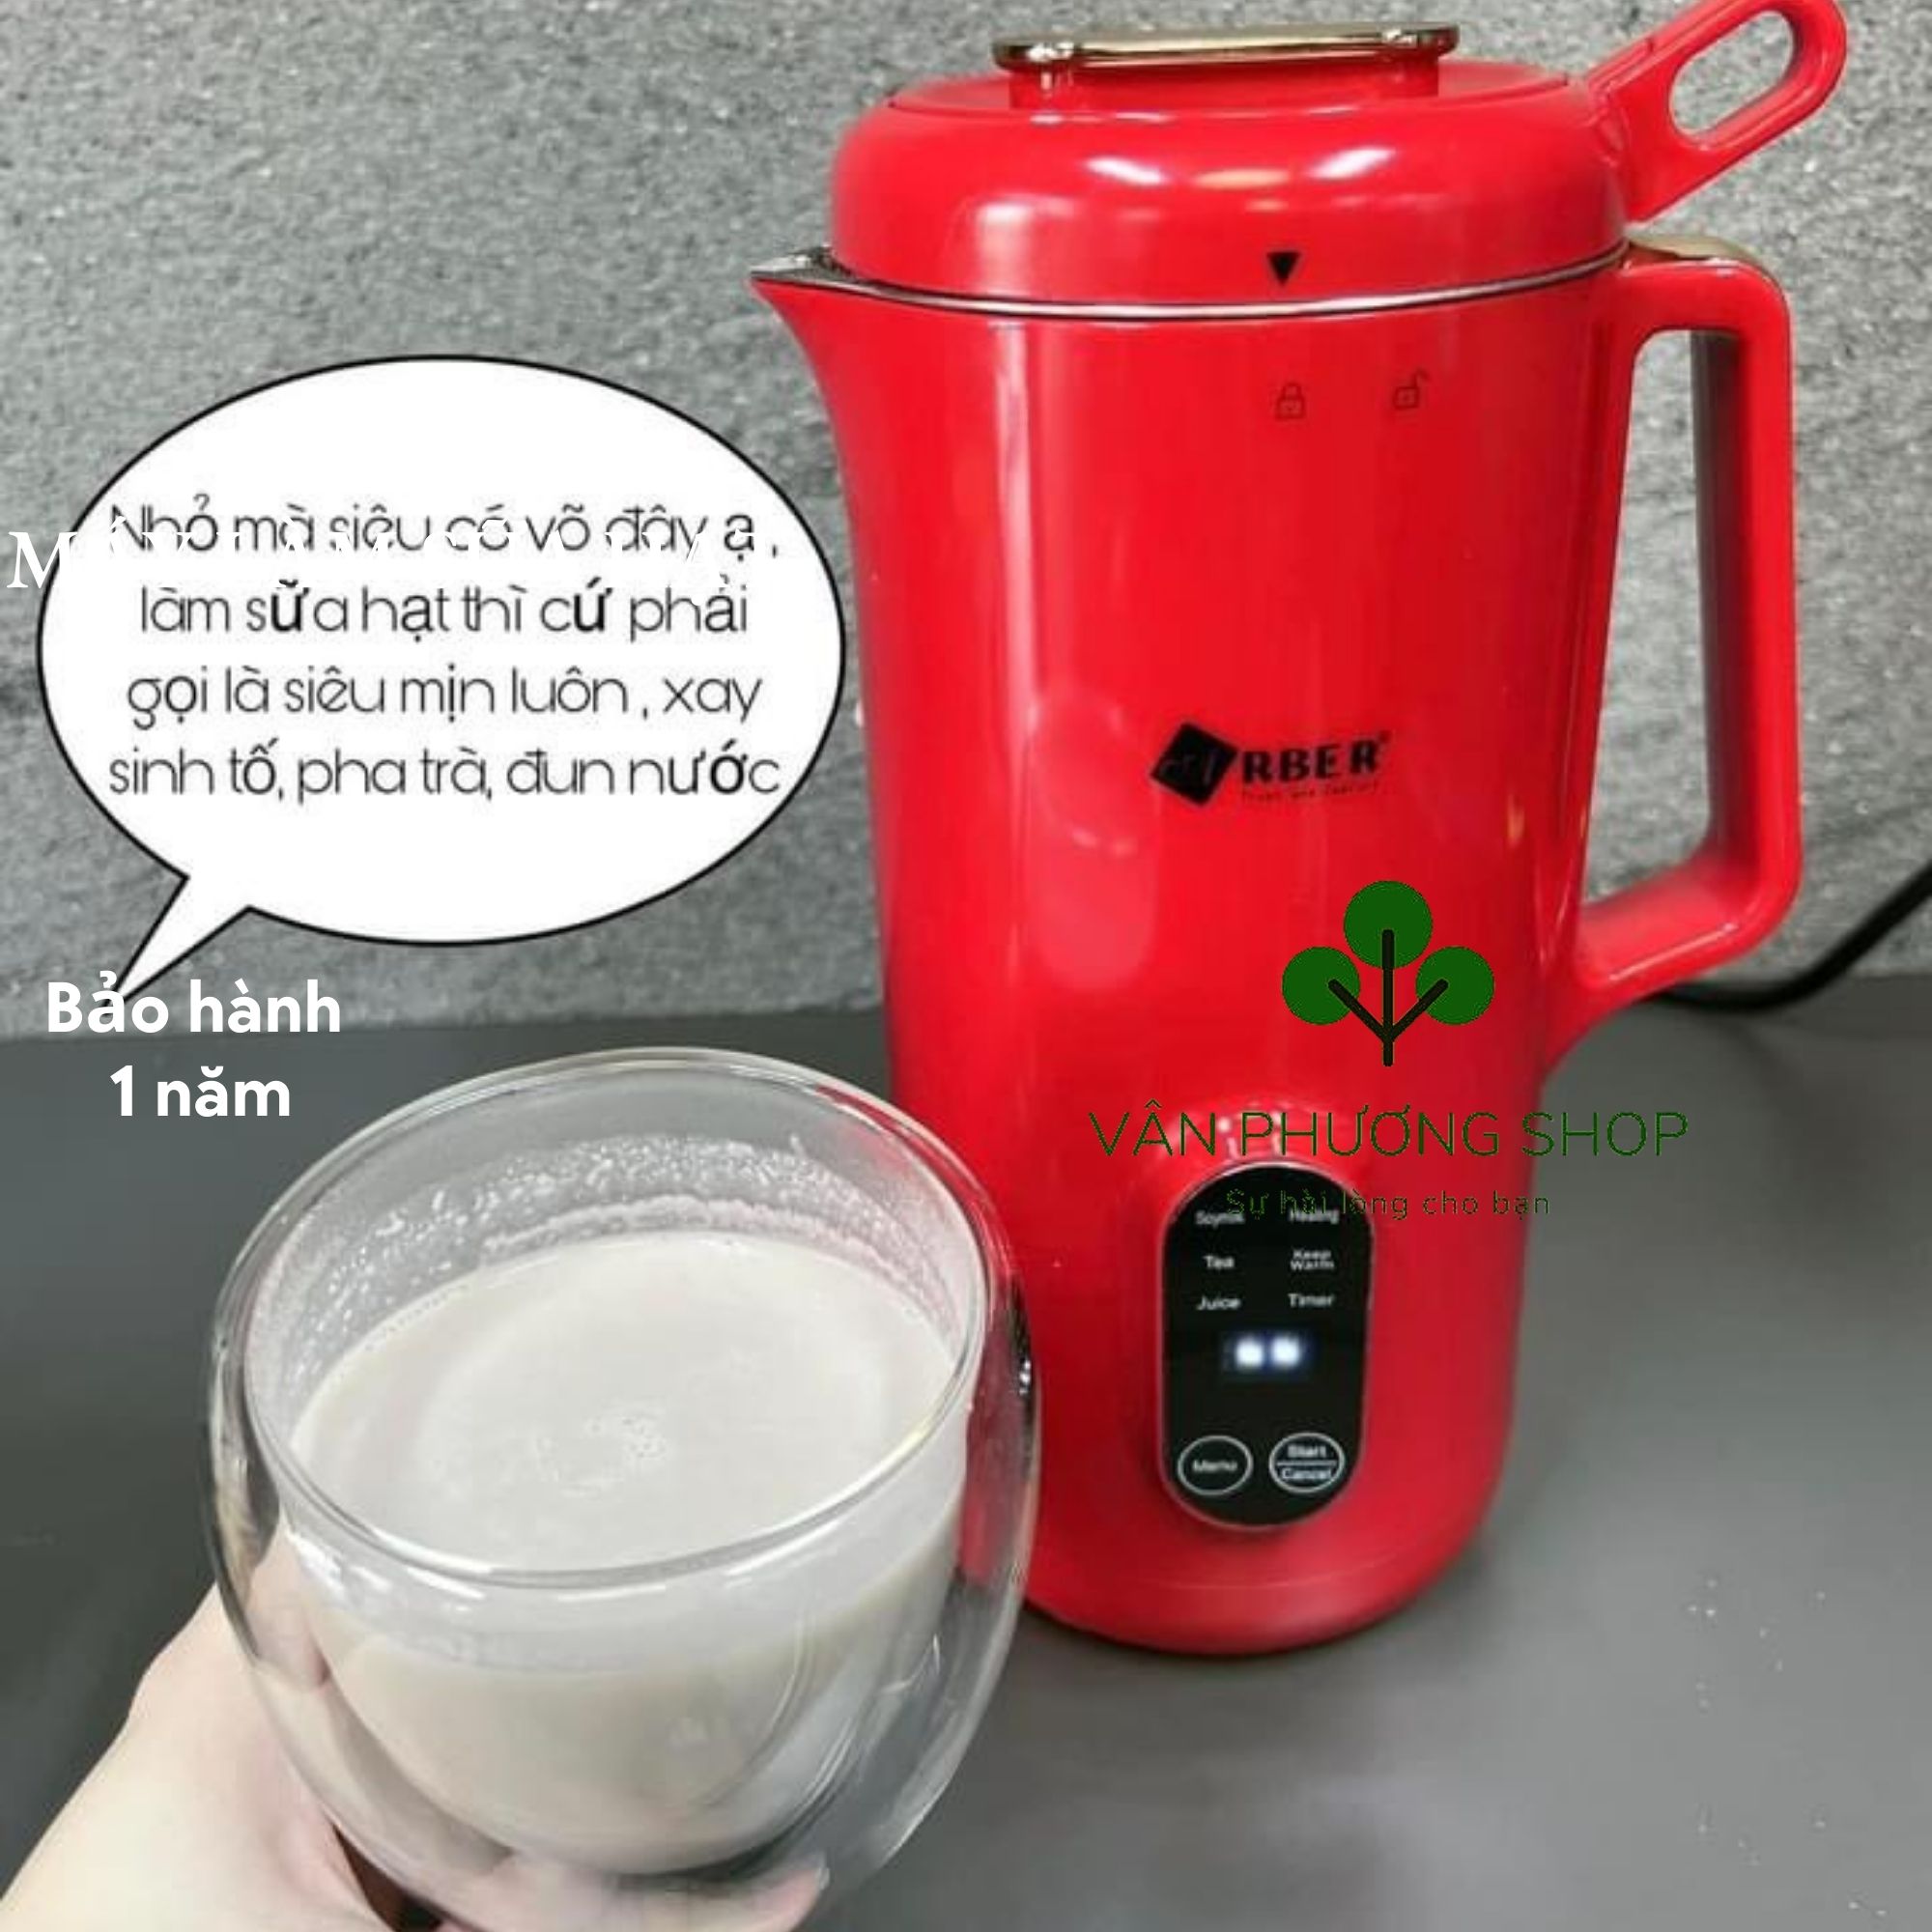 Nhỏ mà siêu có võ đây ạ ,
làm sữa hạt thì cứ phải
gọi là siêu mịn luôn , xay
sinh tố, pha trà, đun nước
Bảo hành
1 năm
RBER
VÂN PHƯƠNG SHOP
Sự hài lòng cho bạn
Soymilk Heating
Tea Keep Warm
Juice Timer
Menu Start
Cancel